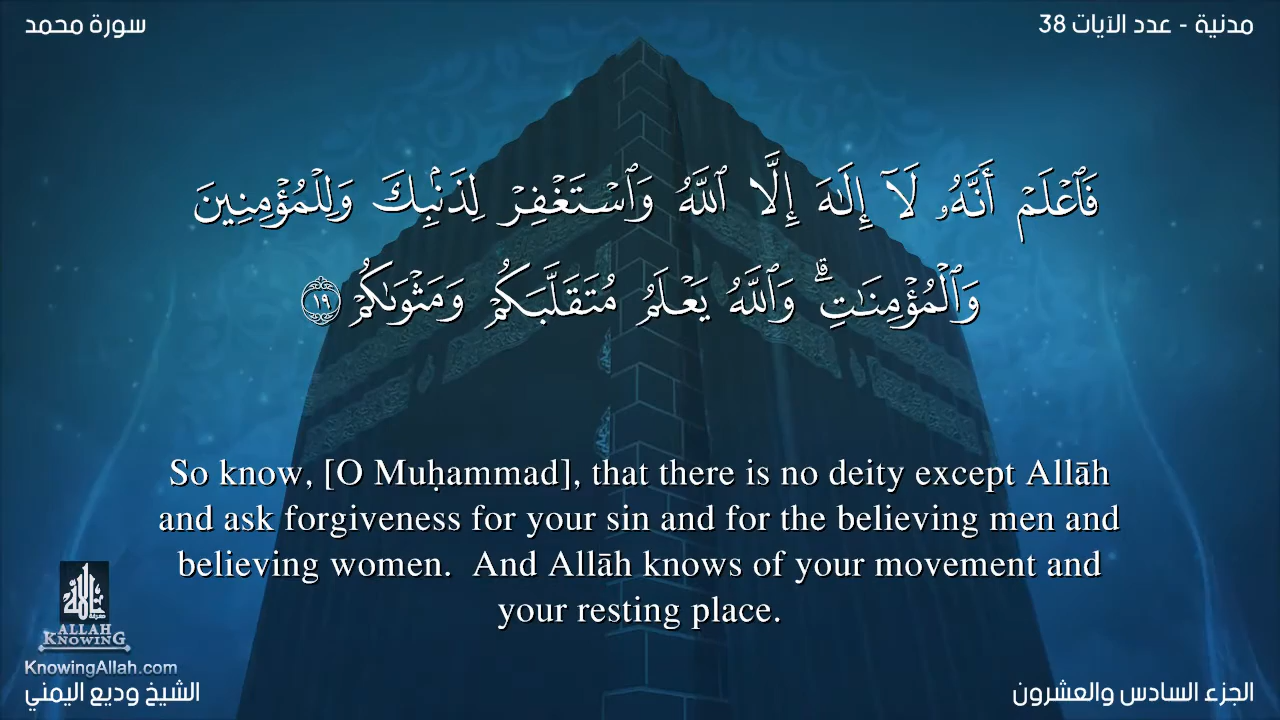 سورة محمد
مدنية - عدد الآيات 38
فَٱعۡلَمۡ أَنَّهُۥ لَآ إِلَٰهَ إِلَّا ٱللَّهُ وَٱسۡتَغۡفِرۡ لِذَنۢبِكَ وَلِلۡمُؤۡمِنِينَ
وَٱلۡمُؤۡمِنَٰتِۗ وَٱللَّهُ يَعۡلَمُ مُتَقَلَّبَكُمۡ وَمَثۡوَىٰكُمۡ ١٩
So know, [O Muḥammad], that there is no deity except Allāh
and ask forgiveness for your sin and for the believing men and
believing women.  And Allāh knows of your movement and
your resting place.
ALLAH
KNOWING
KnowingAllah.com
الشيخ وديع اليمني
الجزء السادس والعشرون